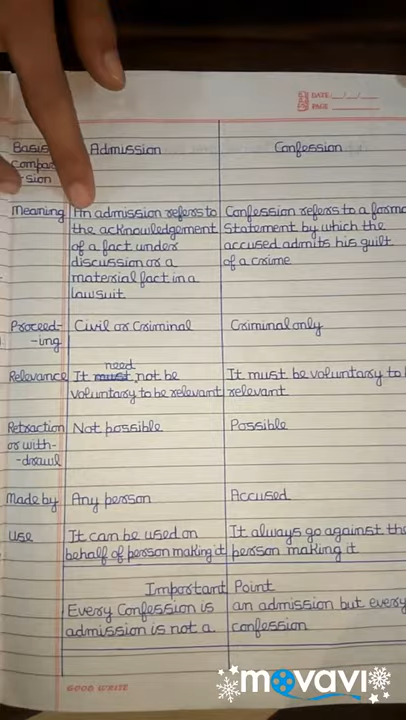 DATE
PAGE
Basis Admission Confession
Compar
-sion
Meaning An admission refers to Confession refers to a forma
the acknowledgement Statement by which the
of a fact under accused admits his guilt
discussion or a of a crime
material fact in a
lawsuit
Proceed- Civil or Criminal Criminal only
-ing
need
Relevance It must not be It must be voluntary to
voluntary to be relevant relevant
Retraction Not possible Possible
or with-
-drawl
Made by Any person Accused
Use It can be used on It always go against the
behalf of person making it person making it
Important Point
Every Confession is an admission but every
admission is not a confession
GOOD WRITE
movavi